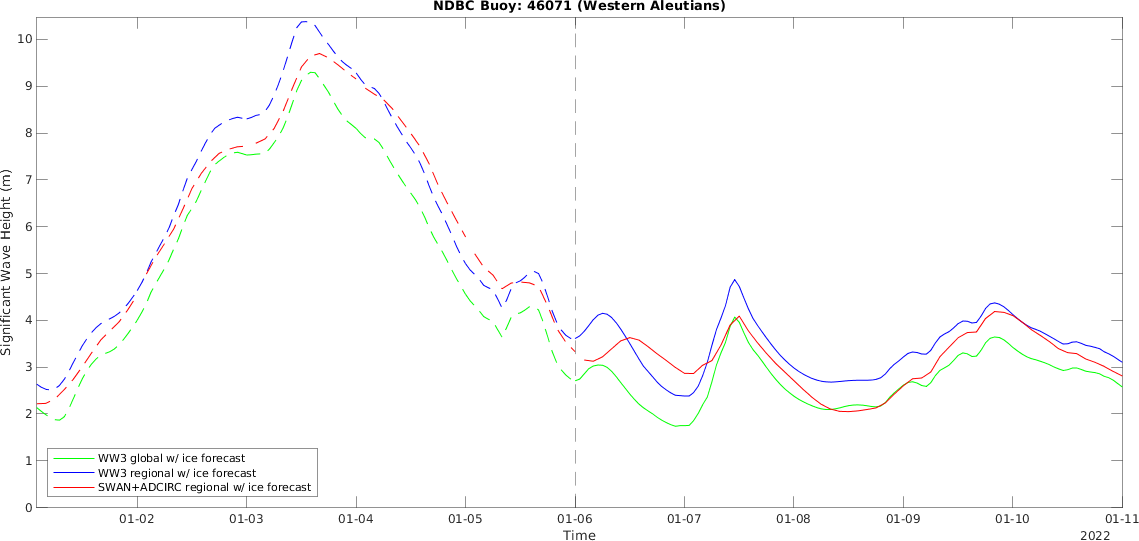 NDBC Buoy: 46071 (Western Aleutians)
10
9
8
7
6
5
4
3
2
1
0
Significant Wave Height (m)
WW3 global w/ ice forecast
WW3 regional w/ ice forecast
SWAN+ADCIRC regional w/ ice forecast
01-02 01-03 01-04 01-05 01-06 01-07 01-08 01-09 01-10 01-11
Time
2022